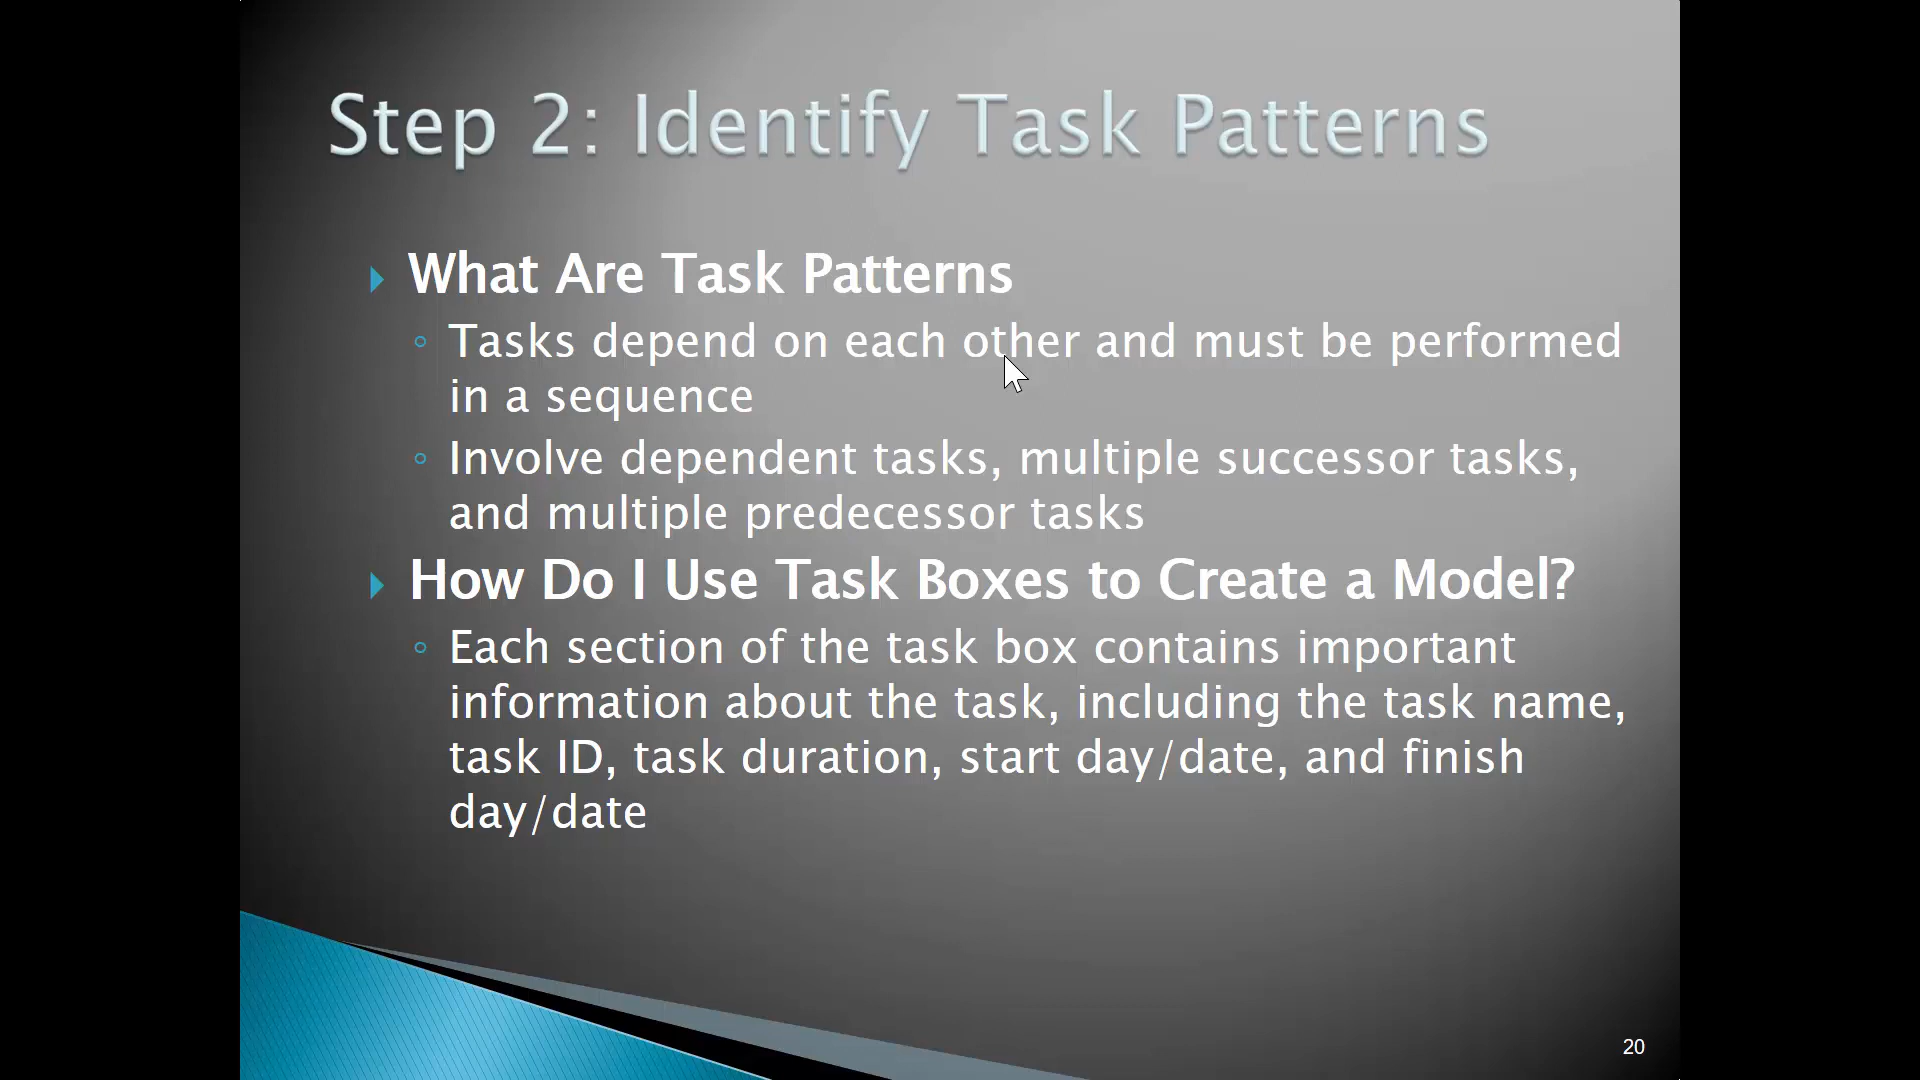 Step 2: Identify Task Patterns
What Are Task Patterns
Tasks depend on each other and must be performed
in a sequence
Involve dependent tasks, multiple successor tasks,
and multiple predecessor tasks
How Do I Use Task Boxes to Create a Model?
Each section of the task box contains important
information about the task, including the task name,
task ID, task duration, start day/date, and finish
day/date
20